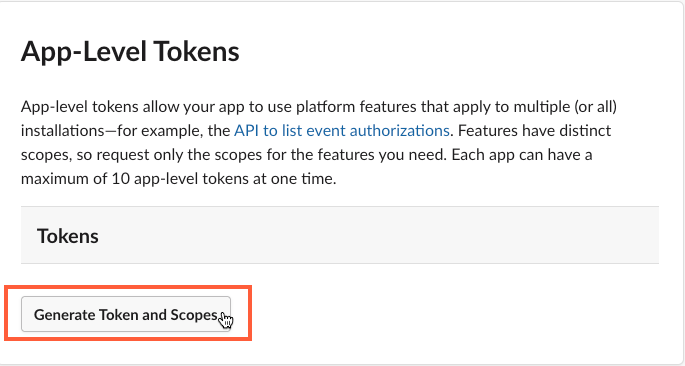 App-Level Tokens
App-level tokens allow your app to use platform features that apply to multiple (or all)
installations—for example, the API to list event authorizations. Features have distinct
scopes, so request only the scopes for the features you need. Each app can have a
maximum of 10 app-level tokens at one time.
Tokens
Generate Token and Scopes